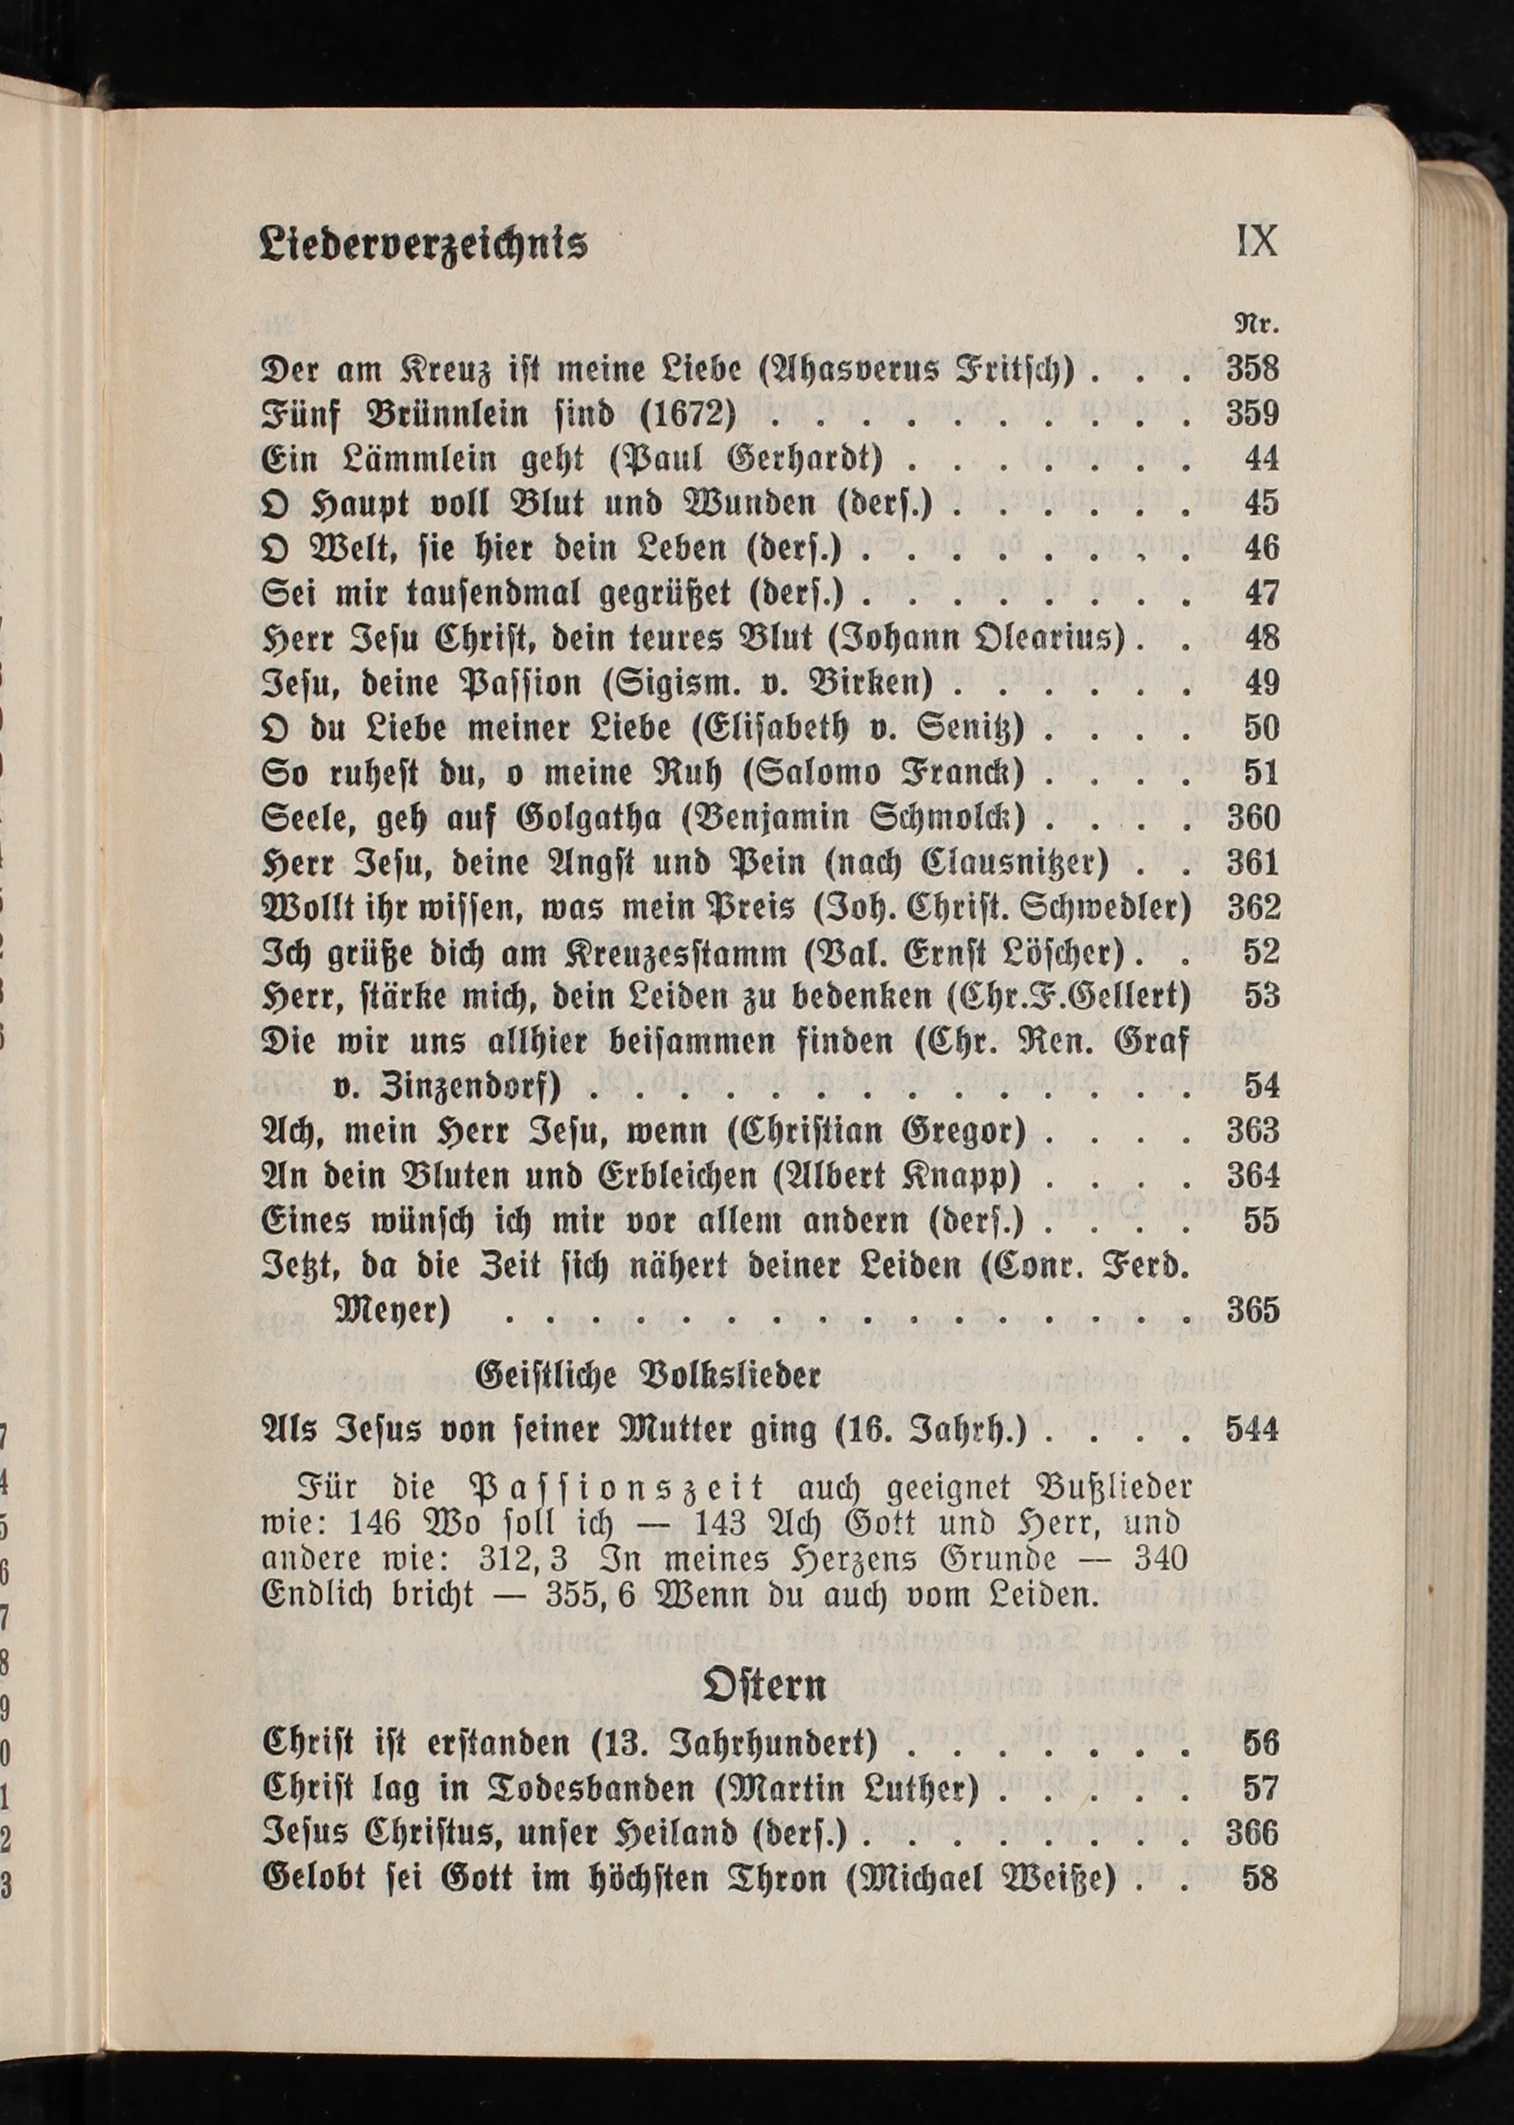 Liederverzeichnis IX
Nr.
Der am Kreuz ist meine Liebe (Ahasverus Fritsch) . . . 358
Fünf Brünnlein sind (1672) . . . . . . . . . . 359
Ein Lämmlein geht (Paul Gerhardt) . . . . . . . 44
O Haupt voll Blut und Wunden (ders.) . . . . . . 45
O Welt, sie hier dein Leben (ders.) . . . . . . . . 46
Sei mir tausendmal gegrüßet (ders.) . . . . . . . . 47
Herr Jesu Christ, dein teures Blut (Johann Olearius) . . 48
Jesu, deine Passion (Sigism. v. Birken) . . . . . . 49
O du Liebe meiner Liebe (Elisabeth v. Senitz) . . . . 50
So ruhest du, o meine Ruh (Salomo Franck) . . . . 51
Seele, geh auf Golgatha (Benjamin Schmolck) . . . . 360
Herr Jesu, deine Angst und Pein (nach Clausnitzer) . . 361
Wollt ihr wissen, was mein Preis (Joh. Christ. Schwedler) 362
Ich grüße dich am Kreuzesstamm (Val. Ernst Löscher) . . 52
Herr, stärke mich, dein Leiden zu bedenken (Chr. F. Gellert) 53
Die wir uns allhier beisammen finden (Chr. Ren. Graf
v. Zinzendorf) . . . . . . . . . . . . . . 54
Ach, mein Herr Jesu, wenn (Christian Gregor) . . . . 363
An dein Bluten und Erbleichen (Albert Knapp) . . . . 364
Eines wünsch ich mir vor allem andern (ders.) . . . . 55
Jetzt, da die Zeit sich nähert deiner Leiden (Conr. Ferd.
Meyer) . . . . . . . . . . . . . . . . 365
Geistliche Volkslieder
Als Jesus von seiner Mutter ging (16. Jahrh.) . . . . 544
Für die Passionszeit auch geeignet Bußlieder
wie: 146 Wo soll ich — 143 Ach Gott und Herr, und
andere wie: 312, 3 In meines Herzens Grunde — 340
Endlich bricht — 355, 6 Wenn du auch vom Leiden.
Ostern
Christ ist erstanden (13. Jahrhundert) . . . . . . . 56
Christ lag in Todesbanden (Martin Luther) . . . . . 57
Jesus Christus, unser Heiland (ders.) . . . . . . . . 366
Gelobt sei Gott im höchsten Thron (Michael Weiße) . . 58